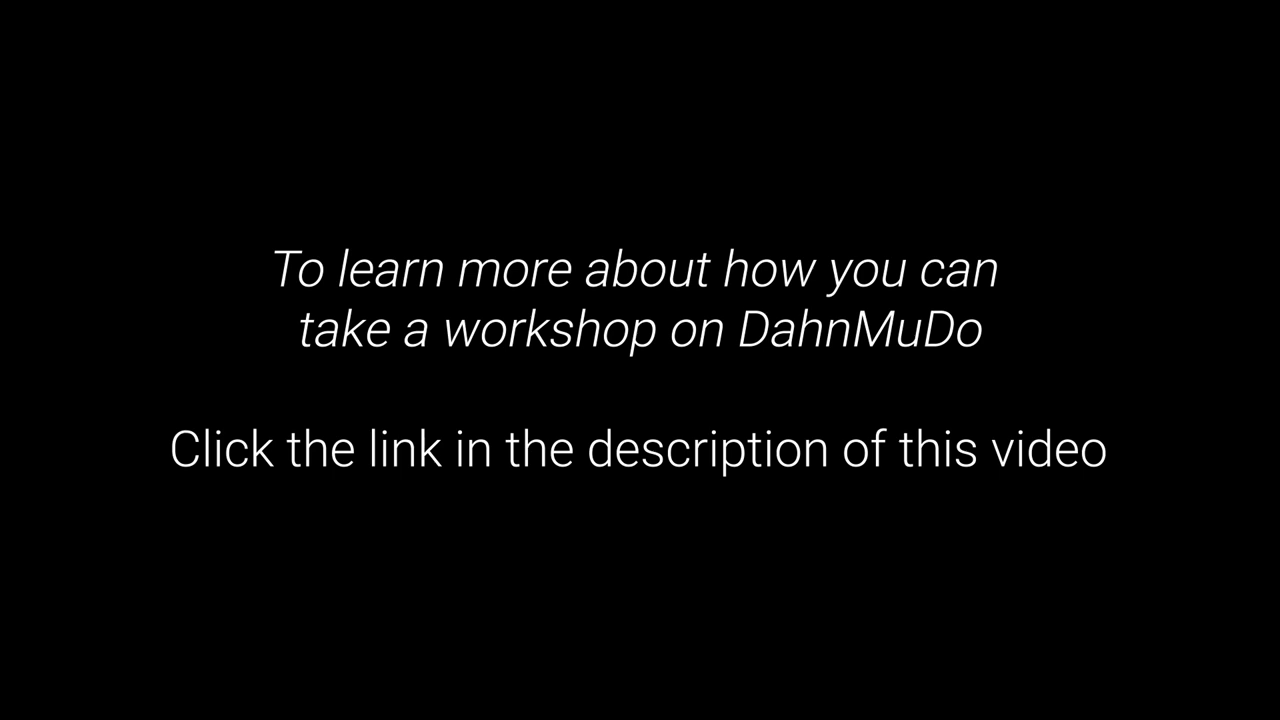 To learn more about how you can
take a workshop on DahnMuDo
Click the link in the description of this video